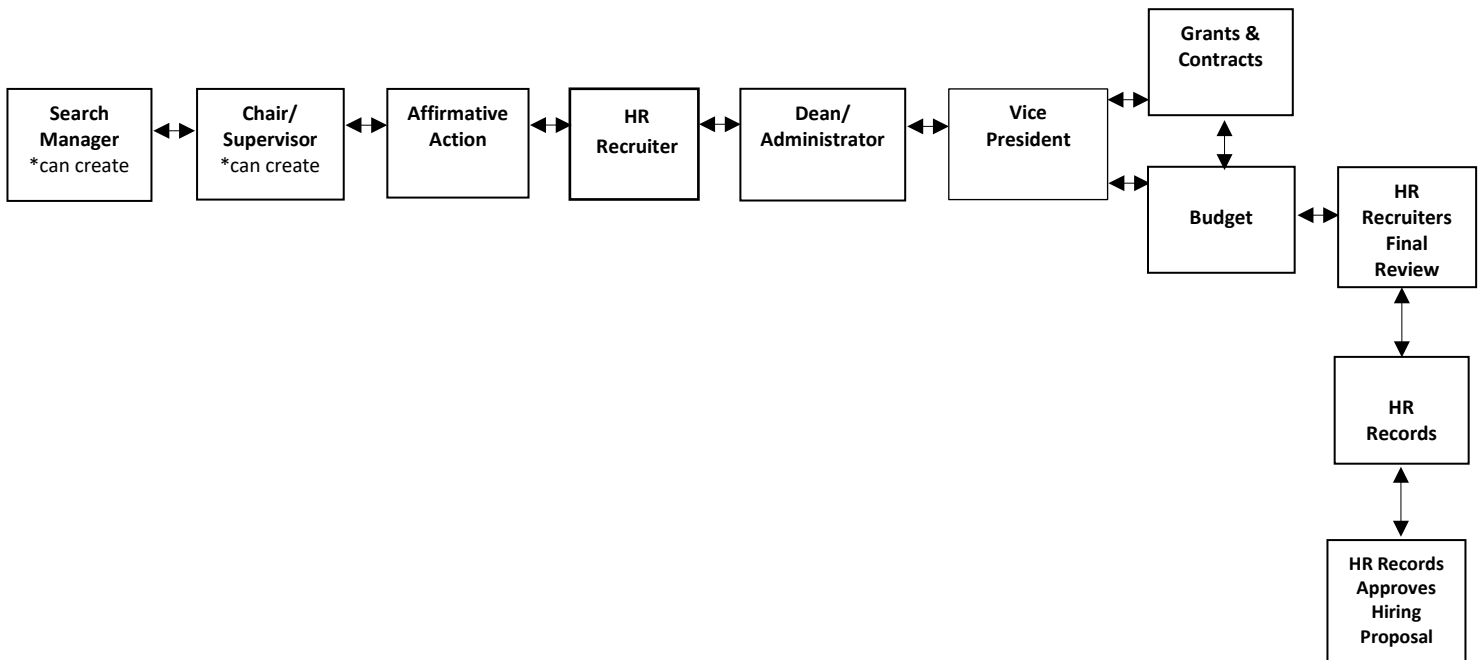 Search
Manager
*can create
Chair/
Supervisor
*can create
Affirmative
Action
HR
Recruiter
Dean/
Administrator
Vice
President
Grants &
Contracts
Budget
HR
Recruiters
Final
Review
HR
Records
HR Records
Approves
Hiring
Proposal